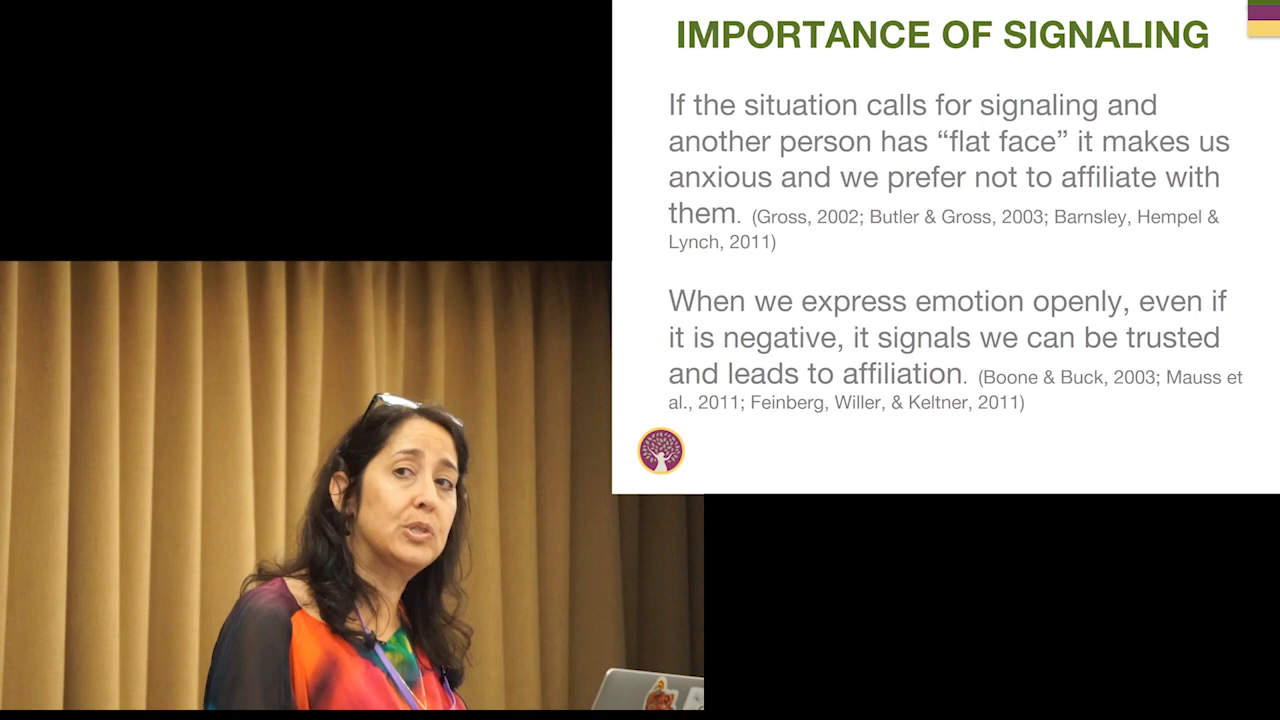 IMPORTANCE OF SIGNALING
If the situation calls for signaling and
another person has “flat face” it makes us
anxious and we prefer not to affiliate with
them. (Gross, 2002; Butler & Gross, 2003; Barnsley, Hempel &
Lynch, 2011)
When we express emotion openly, even if
it is negative, it signals we can be trusted
and leads to affiliation. (Boone & Buck, 2003; Mauss et
al., 2011; Feinberg, Willer, & Keltner, 2011)